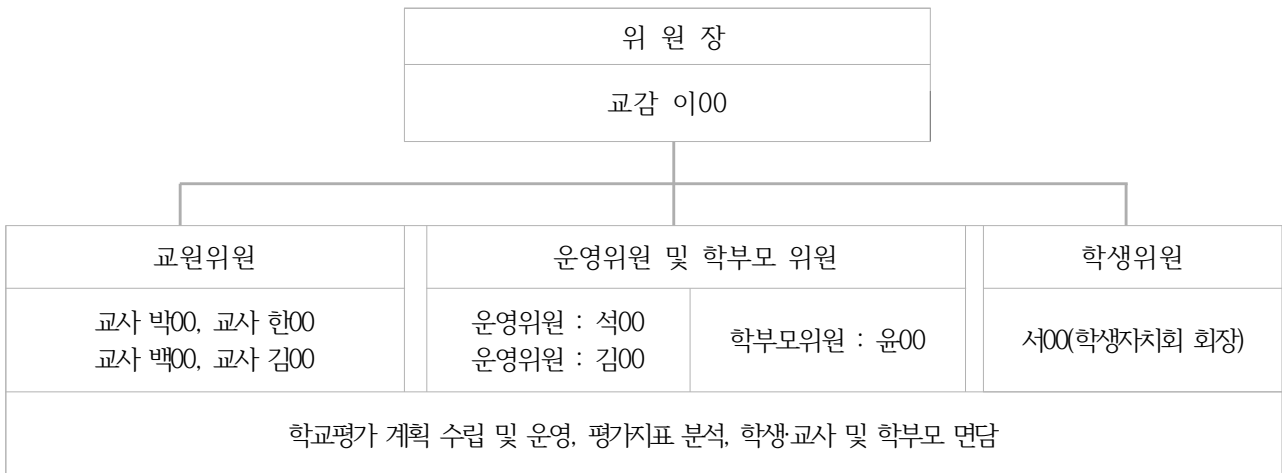 위 원 장
교감 이00
교원위원
운영위원 및 학부모 위원
학생위원
교사 박00, 교사 한00
교사 백00, 교사 김00
운영위원 : 석00
운영위원 : 김00
학부모위원 : 윤00
서00(학생자치회 회장)
학교평가 계획 수립 및 운영, 평가지표 분석, 학생·교사 및 학부모 면담